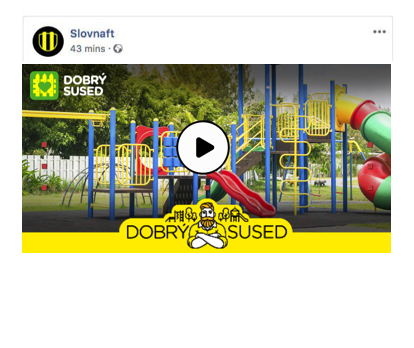 Slovnaft
43 mins ·
DOBRÝ
SUSED
DOBRÝ SUSED